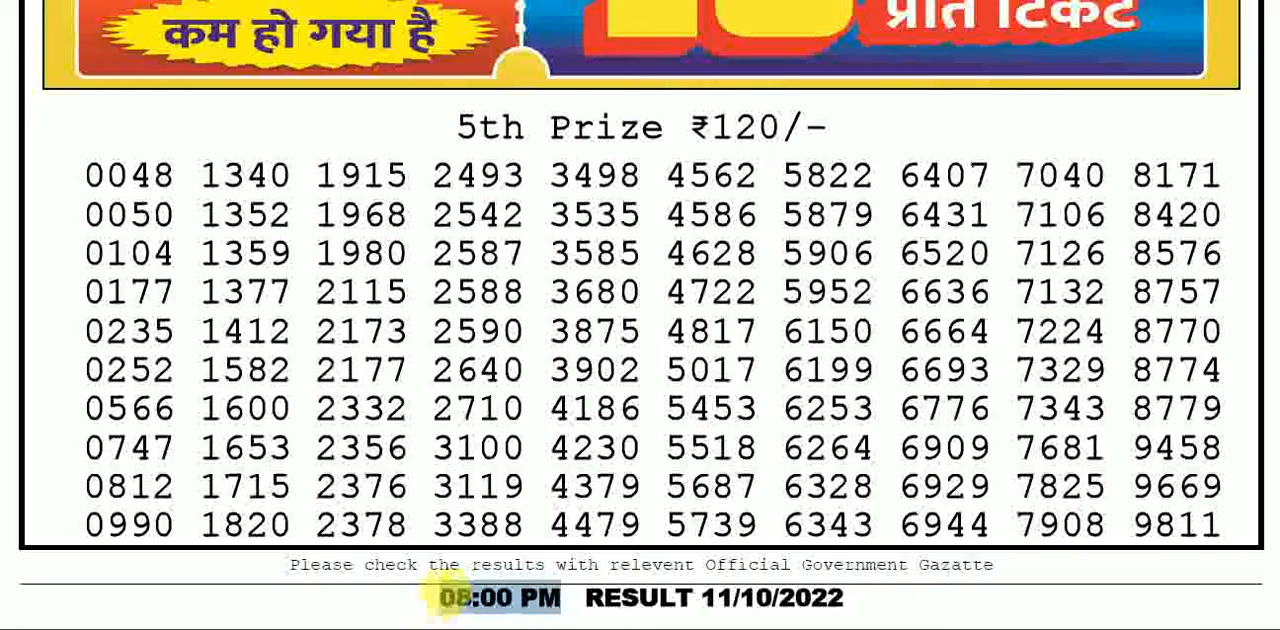 कम हो गया है
प्रति टिकट
5th Prize ₹120/-
0048 1340 1915 2493 3498 4562 5822 6407 7040 8171
0050 1352 1968 2542 3535 4586 5879 6431 7106 8420
0104 1359 1980 2587 3585 4628 5906 6520 7126 8576
0177 1377 2115 2588 3680 4722 5952 6636 7132 8757
0235 1412 2173 2590 3875 4817 6150 6664 7224 8770
0252 1582 2177 2640 3902 5017 6199 6693 7329 8774
0566 1600 2332 2710 4186 5453 6253 6776 7343 8779
0747 1653 2356 3100 4230 5518 6264 6909 7681 9458
0812 1715 2376 3119 4379 5687 6328 6929 7825 9669
0990 1820 2378 3388 4479 5739 6343 6944 7908 9811
Please check the results with relevent Official Government Gazatte
08:00 PM RESULT 11/10/2022